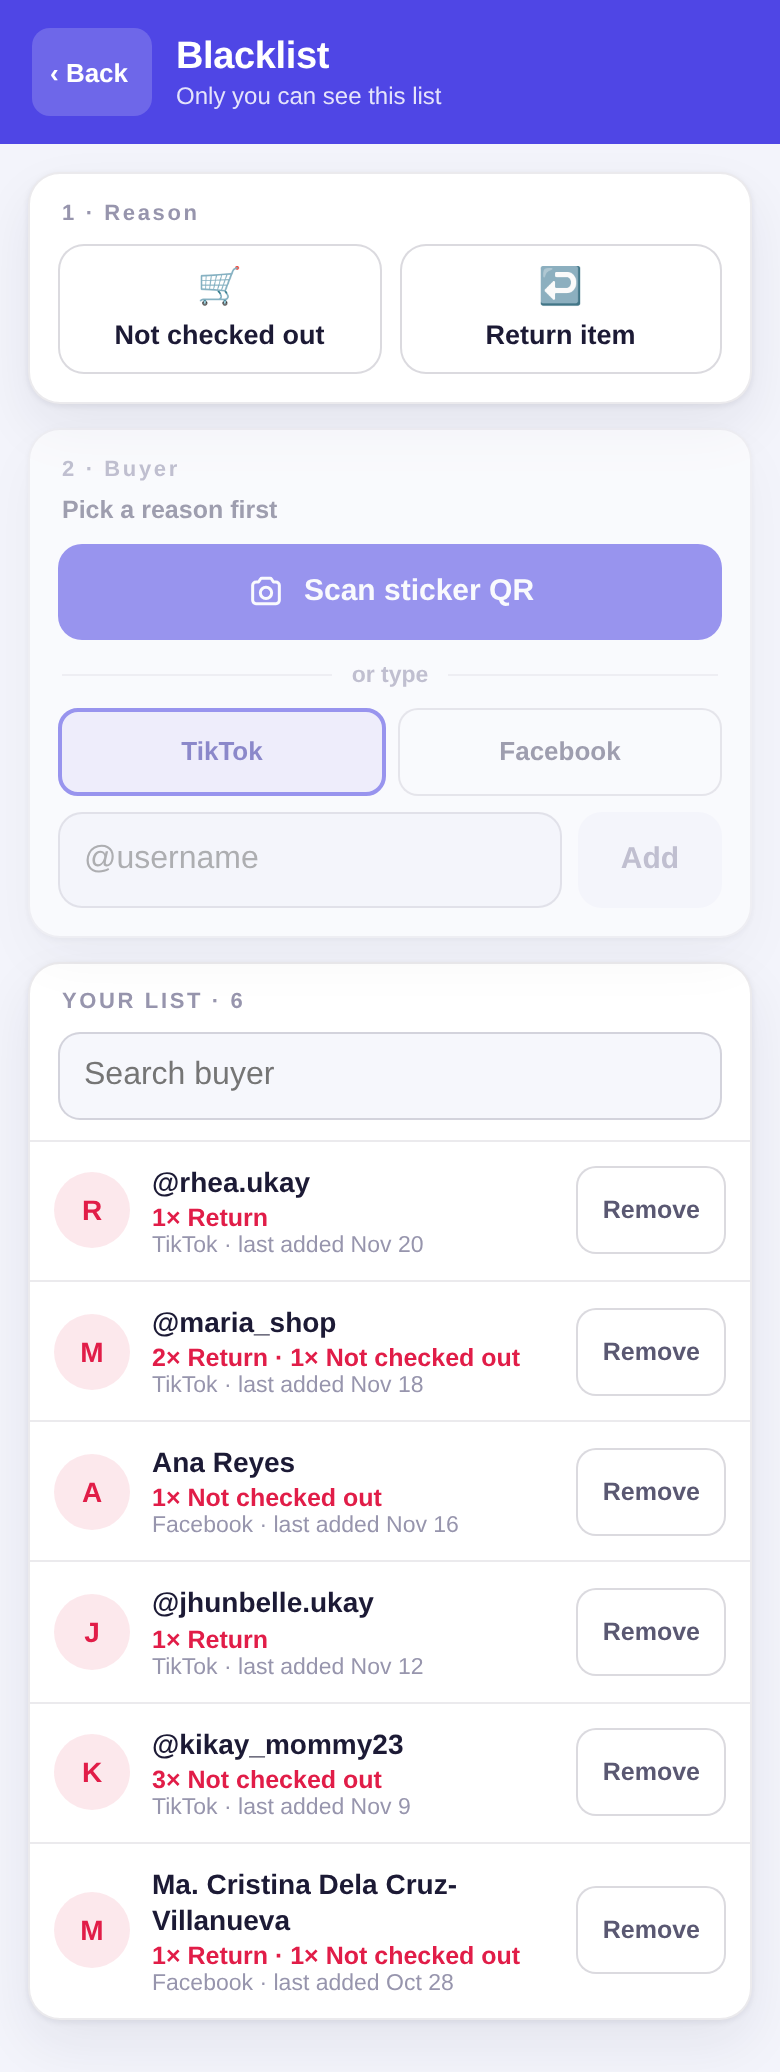 ‹ Back
Blacklist
Only you can see this list
1 · Reason
Not checked out
Return item
2 · Buyer
Pick a reason first
Scan sticker QR
or type
TikTok
Facebook
@username
Add
YOUR LIST · 6
Search buyer
R
@rhea.ukay
1× Return
TikTok · last added Nov 20
Remove
M
@maria_shop
2× Return · 1× Not checked out
TikTok · last added Nov 18
Remove
A
Ana Reyes
1× Not checked out
Facebook · last added Nov 16
Remove
J
@jhunbelle.ukay
1× Return
TikTok · last added Nov 12
Remove
K
@kikay_mommy23
3× Not checked out
TikTok · last added Nov 9
Remove
M
Ma. Cristina Dela Cruz-
Villanueva
1× Return · 1× Not checked out
Facebook · last added Oct 28
Remove